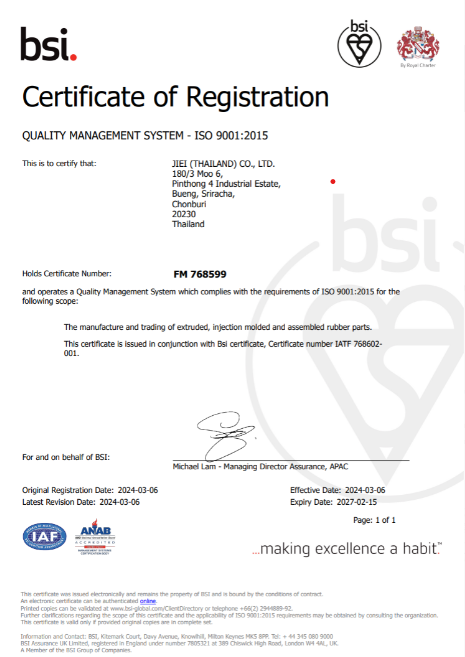 bsi.
bsi
By Royal Charter
Certificate of Registration
QUALITY MANAGEMENT SYSTEM - ISO 9001:2015
This is to certify that:
JIEI (THAILAND) CO., LTD.
180/3 Moo 6,
Pinthong 4 Industrial Estate,
Bueng, Sriracha,
Chonburi
20230
Thailand
bsi
Holds Certificate Number:
FM 768599
and operates a Quality Management System which complies with the requirements of ISO 9001:2015 for the
following scope:
The manufacture and trading of extruded, injection molded and assembled rubber parts.
This certificate is issued in conjunction with Bsi certificate, Certificate number IATF 768602-
001.
For and on behalf of BSI:
Michael Lam - Managing Director Assurance, APAC
Original Registration Date: 2024-03-06
Effective Date: 2024-03-06
Latest Revision Date: 2024-03-06
Expiry Date: 2027-02-15
Page: 1 of 1
IAF
ANAB
ACCREDITED
...making excellence a habit.™
This certificate was issued electronically and remains the property of BSI and is bound by the conditions of contract.
An electronic certificate can be authenticated online.
Printed copies can be validated at www.bsi-global.com/ClientDirectory or telephone +66(2) 2944889-92.
Further clarifications regarding the scope of this certificate and the applicability of ISO 9001:2015 requirements may be obtained by consulting the organization.
This certificate is valid only if provided original copies are in complete set.
Information and Contact: BSI, Kitemark Court, Davy Avenue, Knowlhill, Milton Keynes MK5 8PP. Tel: + 44 345 080 9000
BSI Assurance UK Limited, registered in England under number 7805321 at 389 Chiswick High Road, London W4 4AL, UK.
A Member of the BSI Group of Companies.